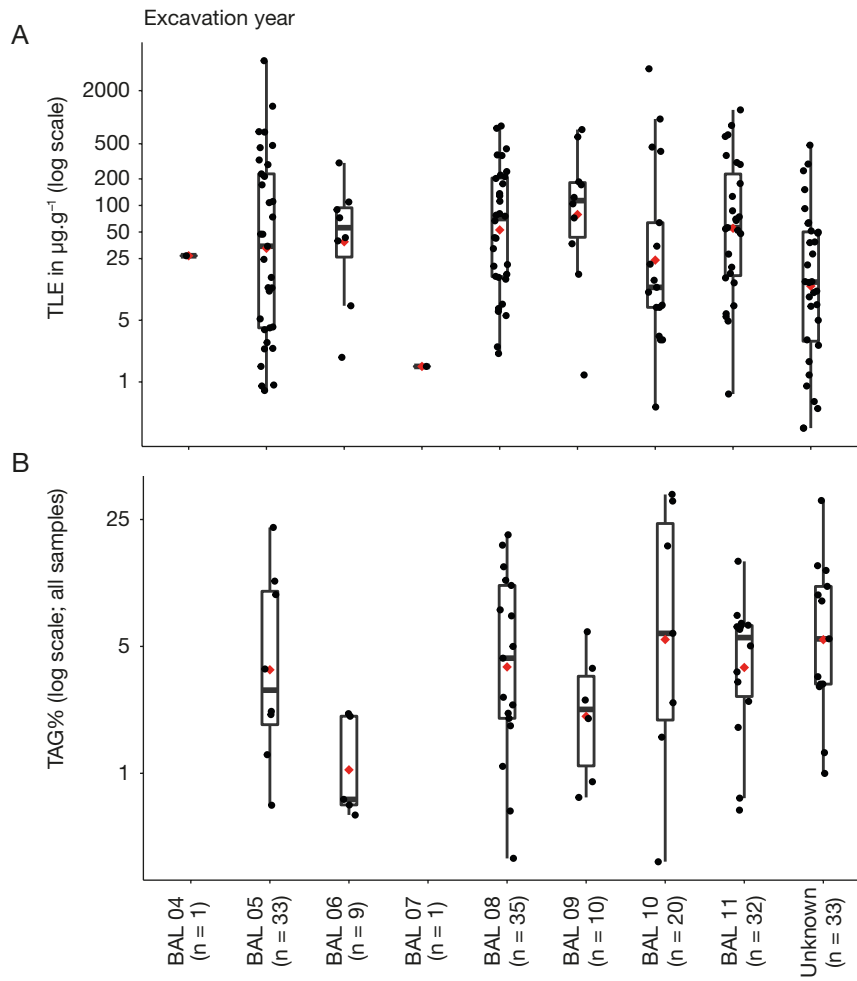 Excavation year
A
TLE in µg.g⁻¹ (log scale)
2000
500
200
100
50
25
5
1
B
TAG% (log scale; all samples)
25
5
1
BAL 04
(n = 1)
BAL 05
(n = 33)
BAL 06
(n = 9)
BAL 07
(n = 1)
BAL 08
(n = 35)
BAL 09
(n = 10)
BAL 10
(n = 20)
BAL 11
(n = 32)
Unknown
(n = 33)